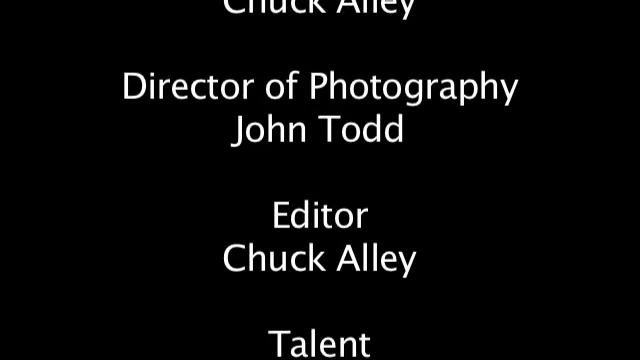 Chuck Alley
Director of Photography
John Todd
Editor
Chuck Alley
Talent